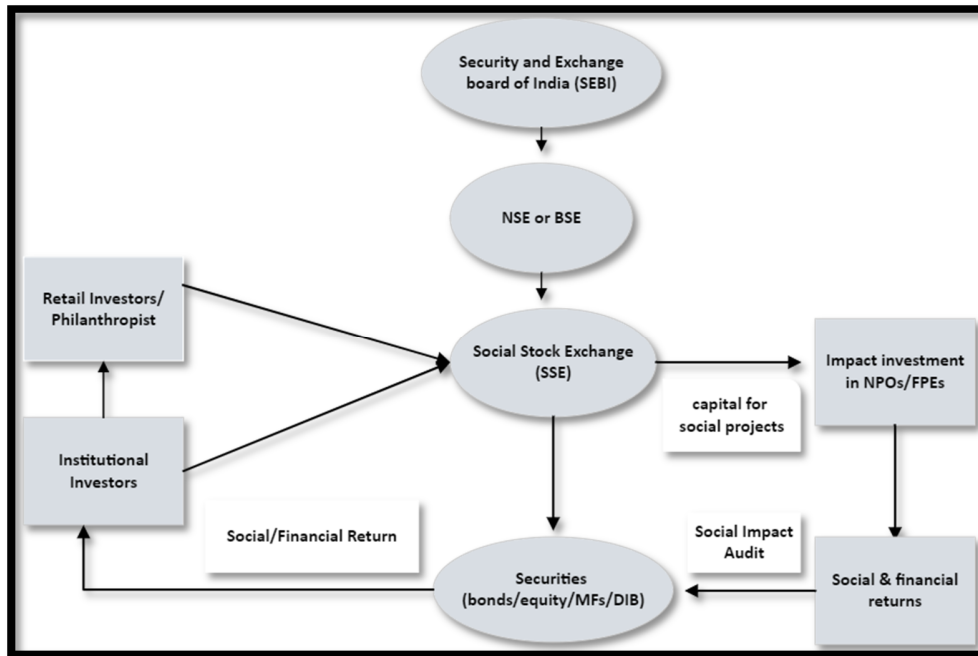 Security and Exchange
board of India (SEBI)
NSE or BSE
Retail Investors/
Philanthropist
Social Stock Exchange
(SSE)
Impact investment
in NPOs/FPEs
capital for
social projects
Institutional
Investors
Social/Financial Return
Social Impact
Audit
Securities
(bonds/equity/MFs/DIB)
Social & financial
returns